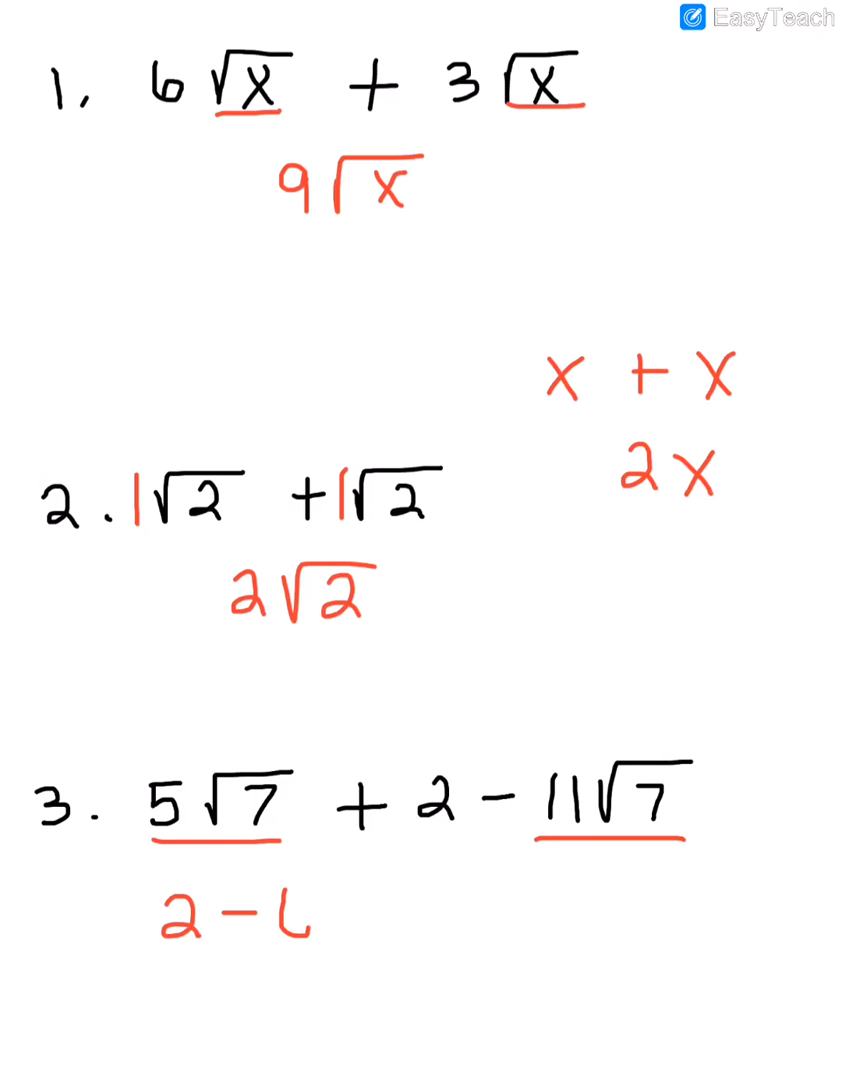 EasyTeach
1. 6√x + 3√x
9√x
x + x
2x
2. 1√2 + 1√2
2√2
3. 5√7 + 2 - 11√7
2 -